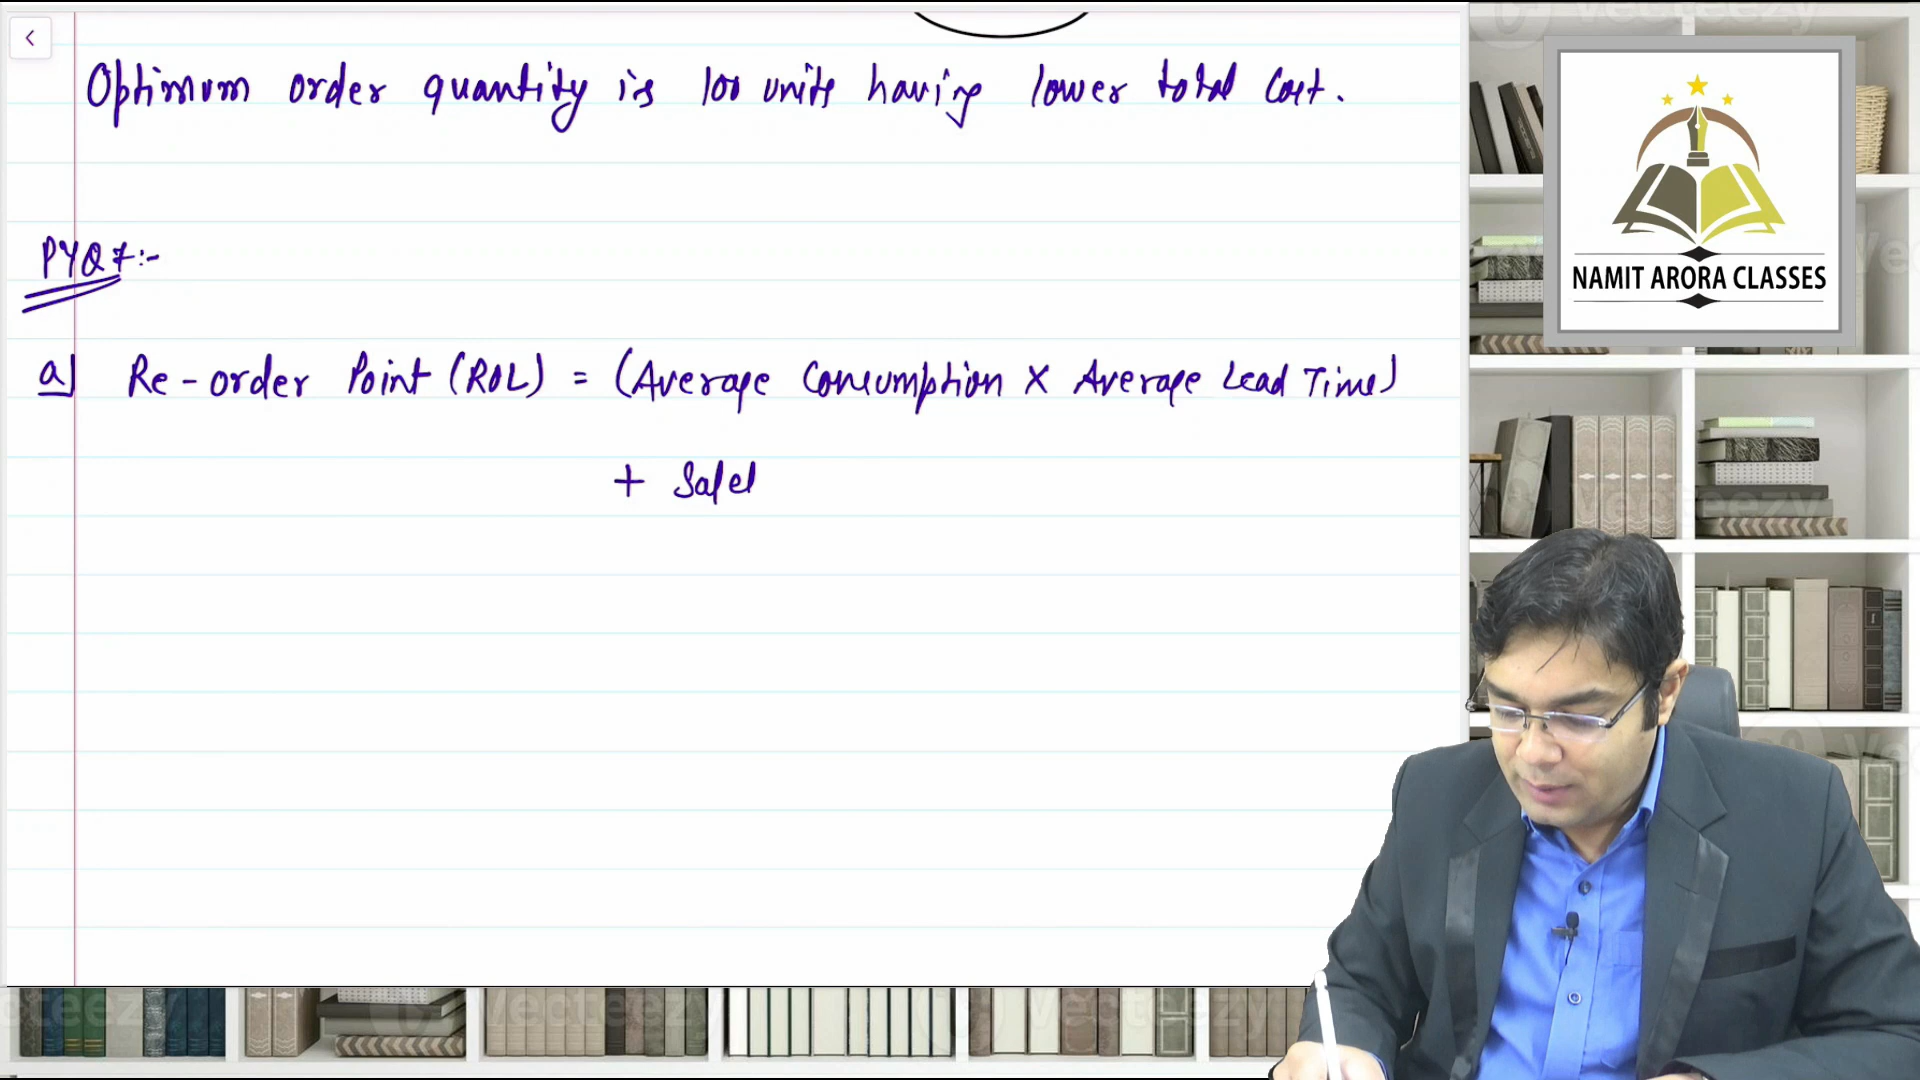 Optimum order quantity is 100 units having lower total cost.
PYQ 7:-
a] Re-order Point (ROL) = (Average Consumption X Average Lead Time)
+ Safet
NAMIT ARORA CLASSES